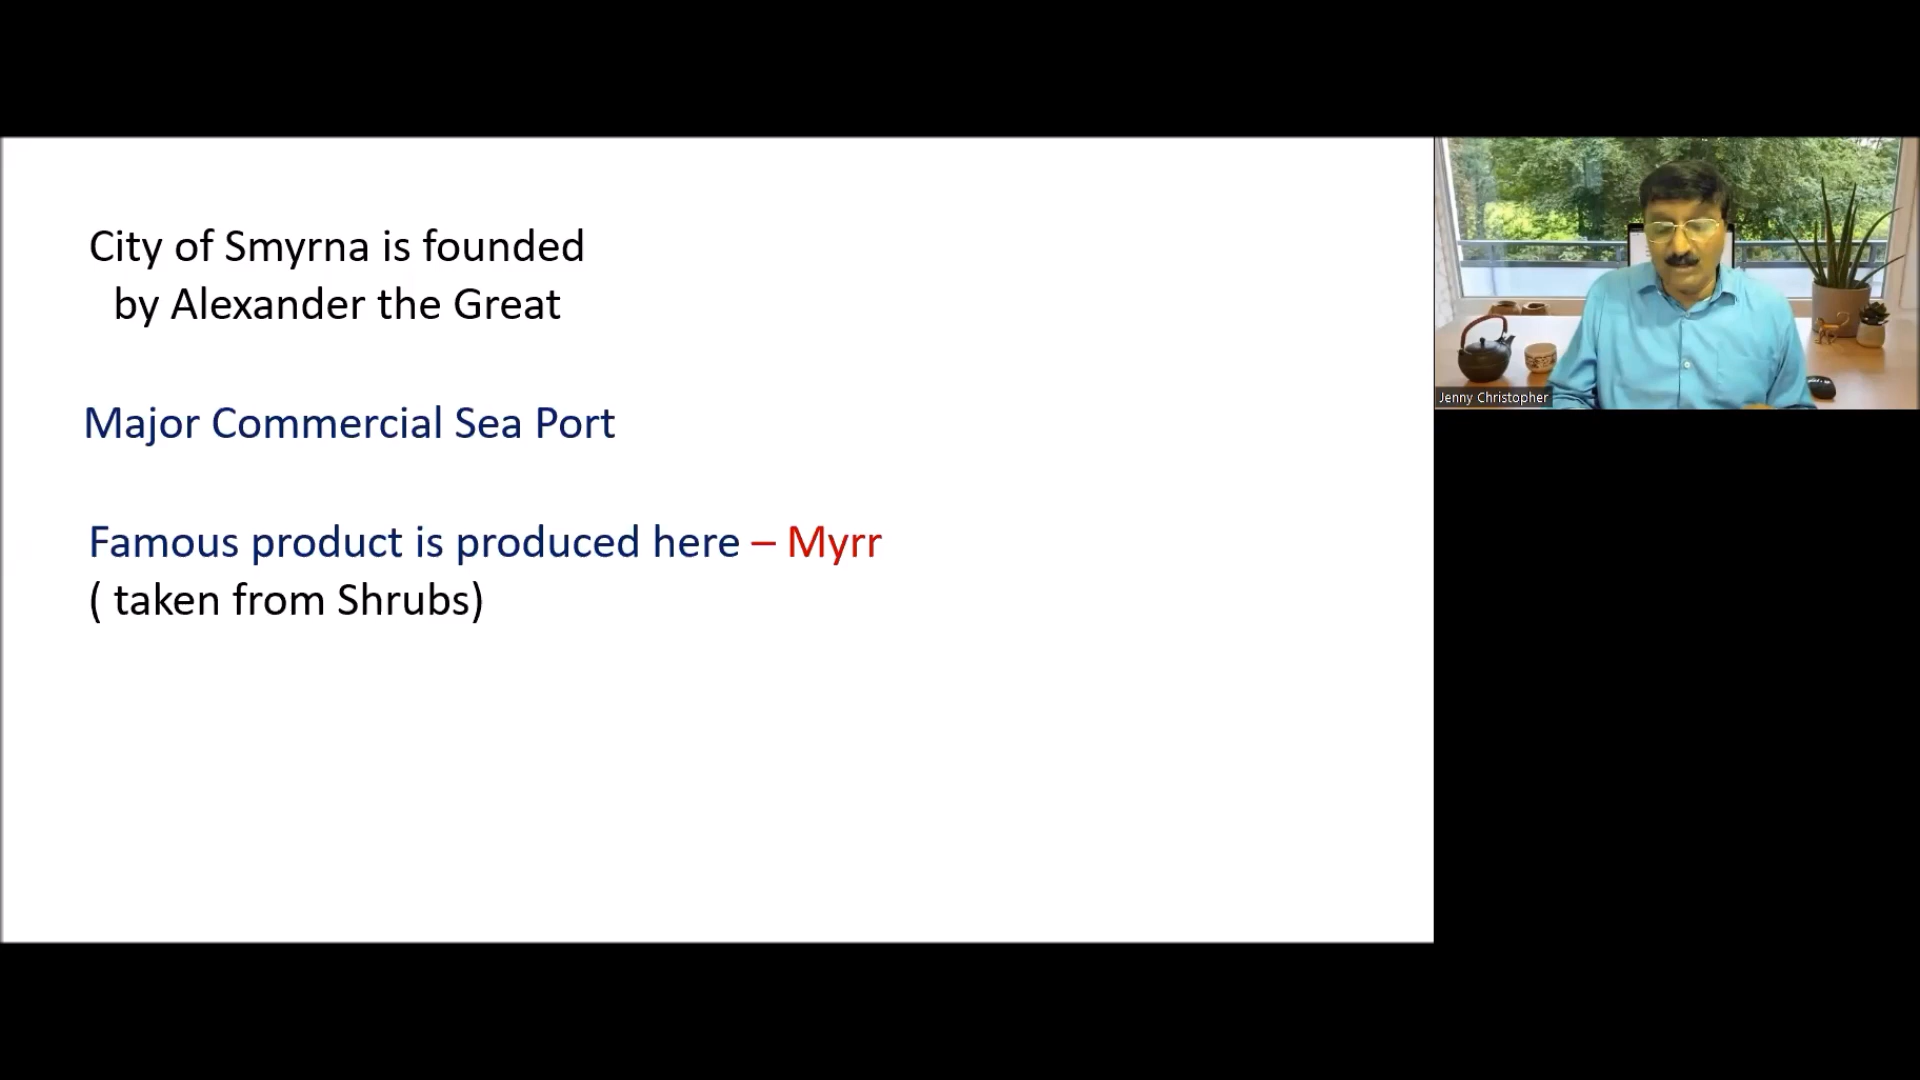 City of Smyrna is founded
by Alexander the Great
Major Commercial Sea Port
Famous product is produced here – Myrr
( taken from Shrubs)
Jenny Christopher